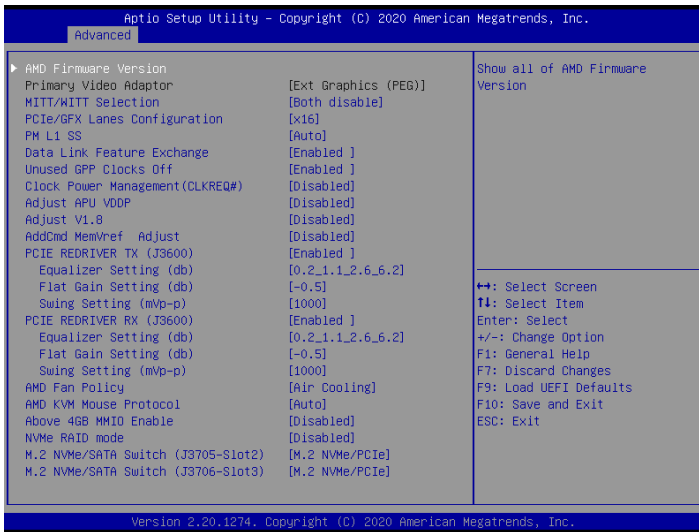 Aptio Setup Utility – Copyright (C) 2020 American Megatrends, Inc.
Advanced
▶ AMD Firmware Version
Primary Video Adaptor [Ext Graphics (PEG)]
MITT/WITT Selection [Both disable]
PCIe/GFX Lanes Configuration [x16]
PM L1 SS [Auto]
Data Link Feature Exchange [Enabled ]
Unused GPP Clocks Off [Enabled ]
Clock Power Management(CLKREQ#) [Disabled]
Adjust APU VDDP [Disabled]
Adjust V1.8 [Disabled]
AddCmd MemVref  Adjust [Disabled]
PCIE REDRIVER TX (J3600) [Enabled ]
Equalizer Setting (db) [0.2_1.1_2.6_6.2]
Flat Gain Setting (db) [-0.5]
Swing Setting (mVp-p) [1000]
PCIE REDRIVER RX (J3600) [Enabled ]
Equalizer Setting (db) [0.2_1.1_2.6_6.2]
Flat Gain Setting (db) [-0.5]
Swing Setting (mVp-p) [1000]
AMD Fan Policy [Air Cooling]
AMD KVM Mouse Protocol [Auto]
Above 4GB MMIO Enable [Disabled]
NVMe RAID mode [Disabled]
M.2 NVMe/SATA Switch (J3705-Slot2) [M.2 NVMe/PCIe]
M.2 NVMe/SATA Switch (J3706-Slot3) [M.2 NVMe/PCIe]
Show all of AMD Firmware
Version
↔: Select Screen
↑↓: Select Item
Enter: Select
+/-: Change Option
F1: General Help
F7: Discard Changes
F9: Load UEFI Defaults
F10: Save and Exit
ESC: Exit
Version 2.20.1274. Copyright (C) 2020 American Megatrends, Inc.